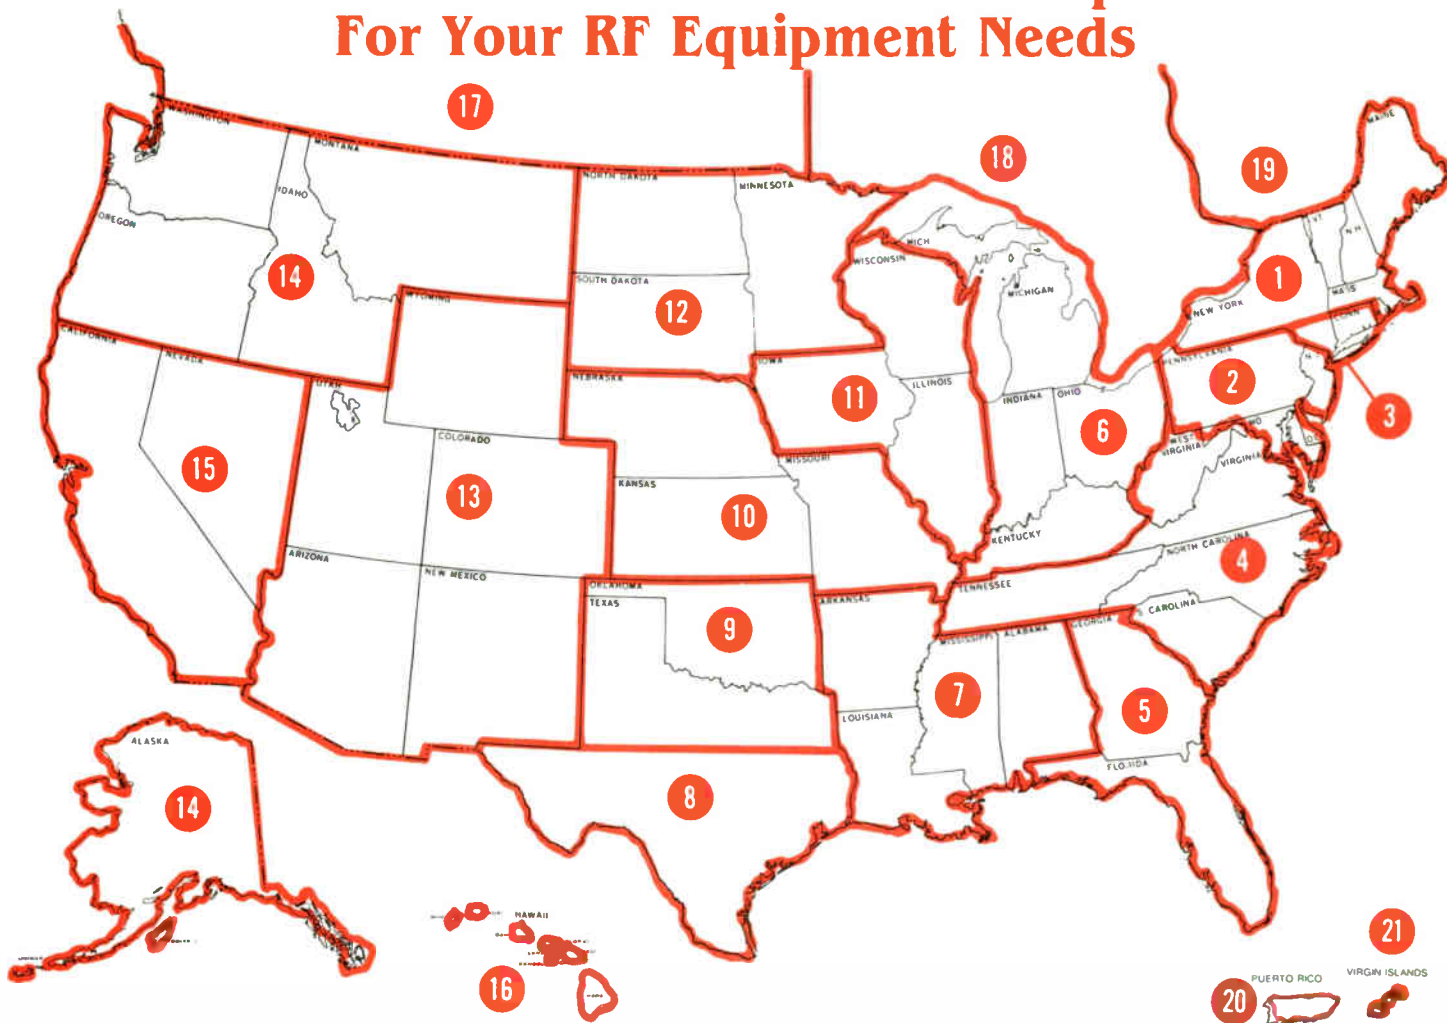 For Your RF Equipment Needs
17
18
19
WASHINGTON
MONTANA
NORTH DAKOTA
MINNESOTA
MAINE
IDAHO
OREGON
VT
N H
MICH
WISCONSIN
14
12
1
SOUTH DAKOTA
MICHIGAN
MASS
WYOMING
NEW YORK
CONN
CALIFORNIA
NEVADA
UTAH
NEBRASKA
IOWA
ILLINOIS
PENNSYLVANIA
N
2
INDIANA
OHIO
11
3
6
COLORADO
WEST
VIRGINIA
MD
DE
VIRGINIA
MISSOURI
15
13
KANSAS
10
KENTUCKY
NORTH CAROLINA
ARIZONA
NEW MEXICO
OKLAHOMA
TENNESSEE
4
TEXAS
ARKANSAS
S
CAROLINA
9
MISSISSIPPI
ALABAMA
GEORGIA
7
5
LOUISIANA
ALASKA
FLORIDA
14
8
HAWAII
16
21
20
PUERTO RICO
VIRGIN ISLANDS